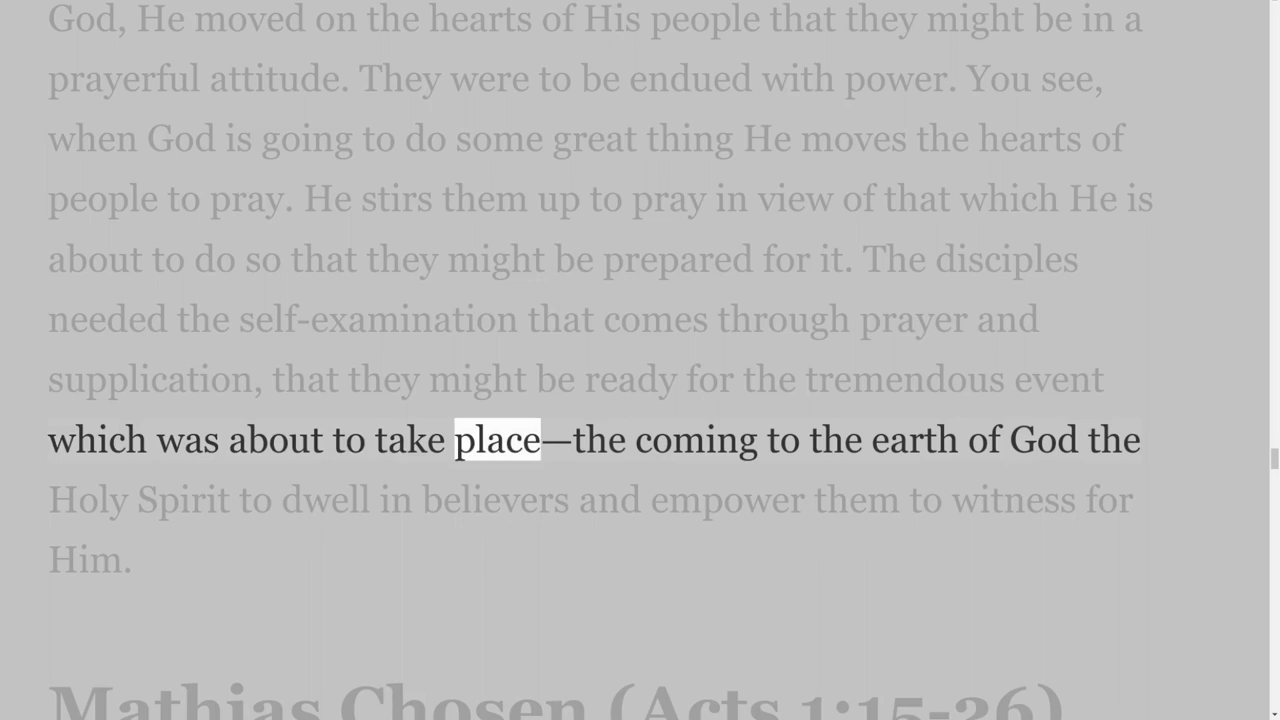 God, He moved on the hearts of His people that they might be in a
prayerful attitude. They were to be endued with power. You see,
when God is going to do some great thing He moves the hearts of
people to pray. He stirs them up to pray in view of that which He is
about to do so that they might be prepared for it. The disciples
needed the self-examination that comes through prayer and
supplication, that they might be ready for the tremendous event
which was about to take place—the coming to the earth of God the
Holy Spirit to dwell in believers and empower them to witness for
Him.
Mathias Chosen (Acts 1:15-26)